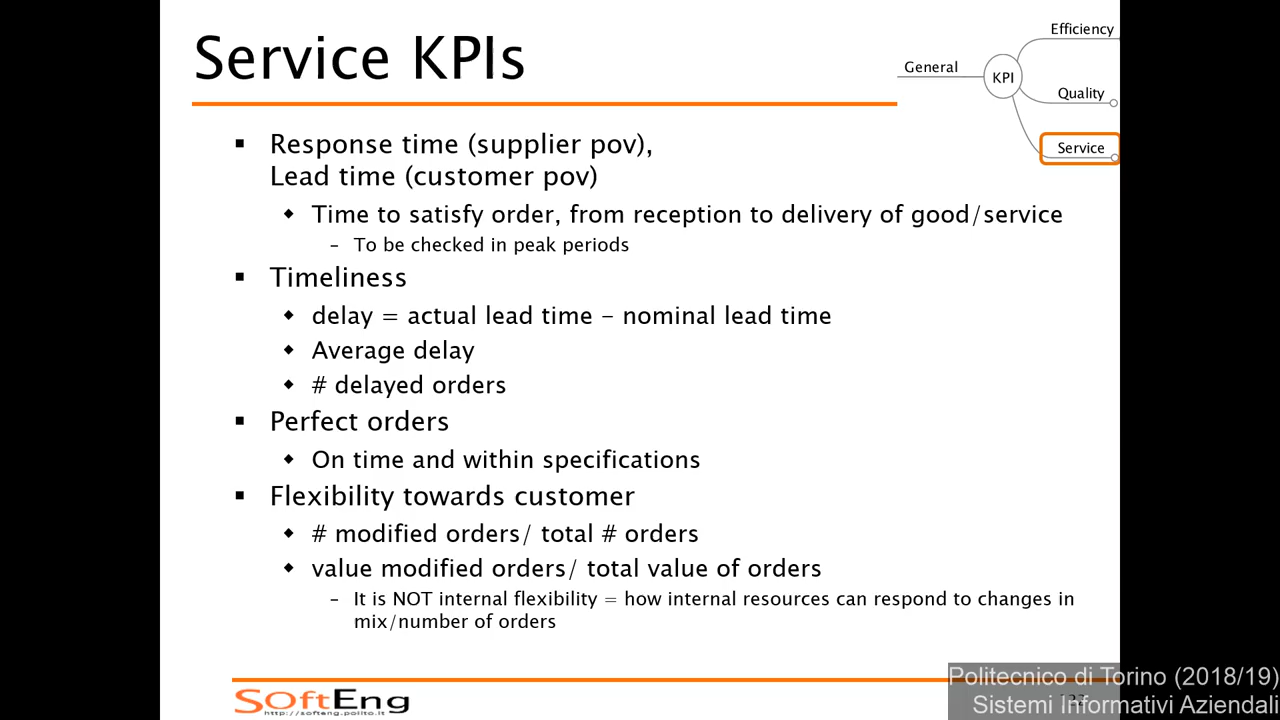 Service KPIs
Efficiency
General
KPI
Quality
Service
▪ Response time (supplier pov),
Lead time (customer pov)
◆ Time to satisfy order, from reception to delivery of good/service
– To be checked in peak periods
▪ Timeliness
◆ delay = actual lead time – nominal lead time
◆ Average delay
◆ # delayed orders
▪ Perfect orders
◆ On time and within specifications
▪ Flexibility towards customer
◆ # modified orders/ total # orders
◆ value modified orders/ total value of orders
– It is NOT internal flexibility = how internal resources can respond to changes in
mix/number of orders
SoftEng
http://softeng.polito.it
Politecnico di Torino (2018/19)
Sistemi Informativi Aziendali